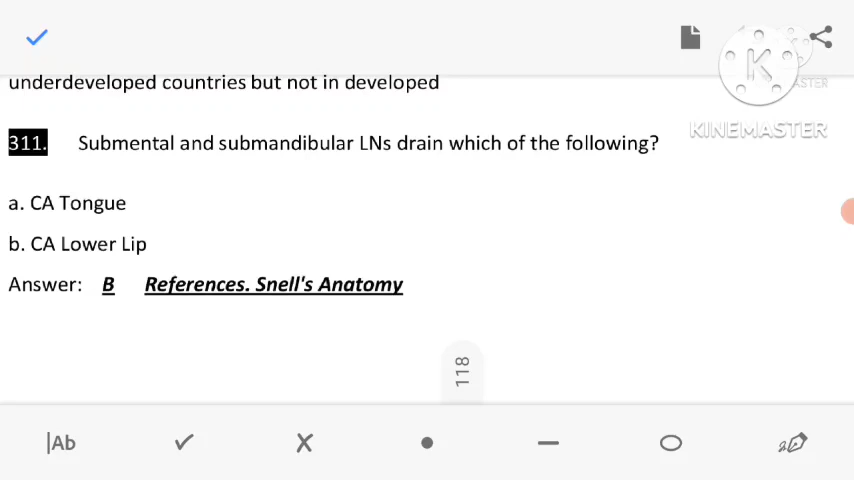 underdeveloped countries but not in developed
KINEMASTER
311. Submental and submandibular LNs drain which of the following?
a. CA Tongue
b. CA Lower Lip
Answer: B References. Snell's Anatomy
118
|Ab